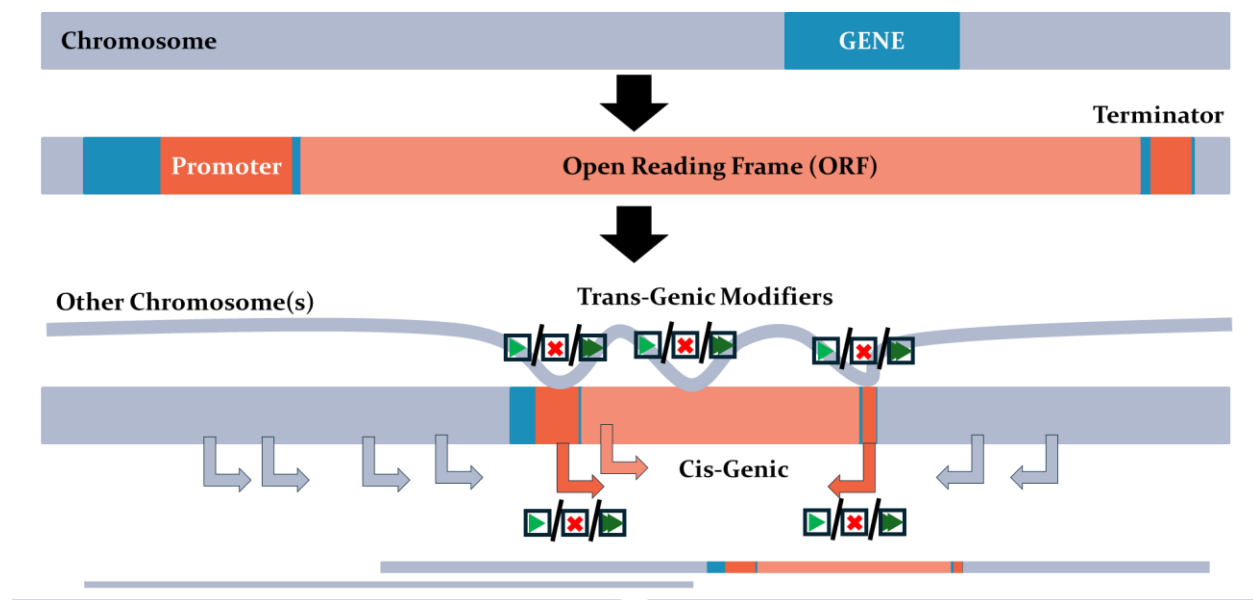 Chromosome
GENE
Terminator
Promoter
Open Reading Frame (ORF)
Other Chromosome(s)
Trans-Genic Modifiers
Cis-Genic